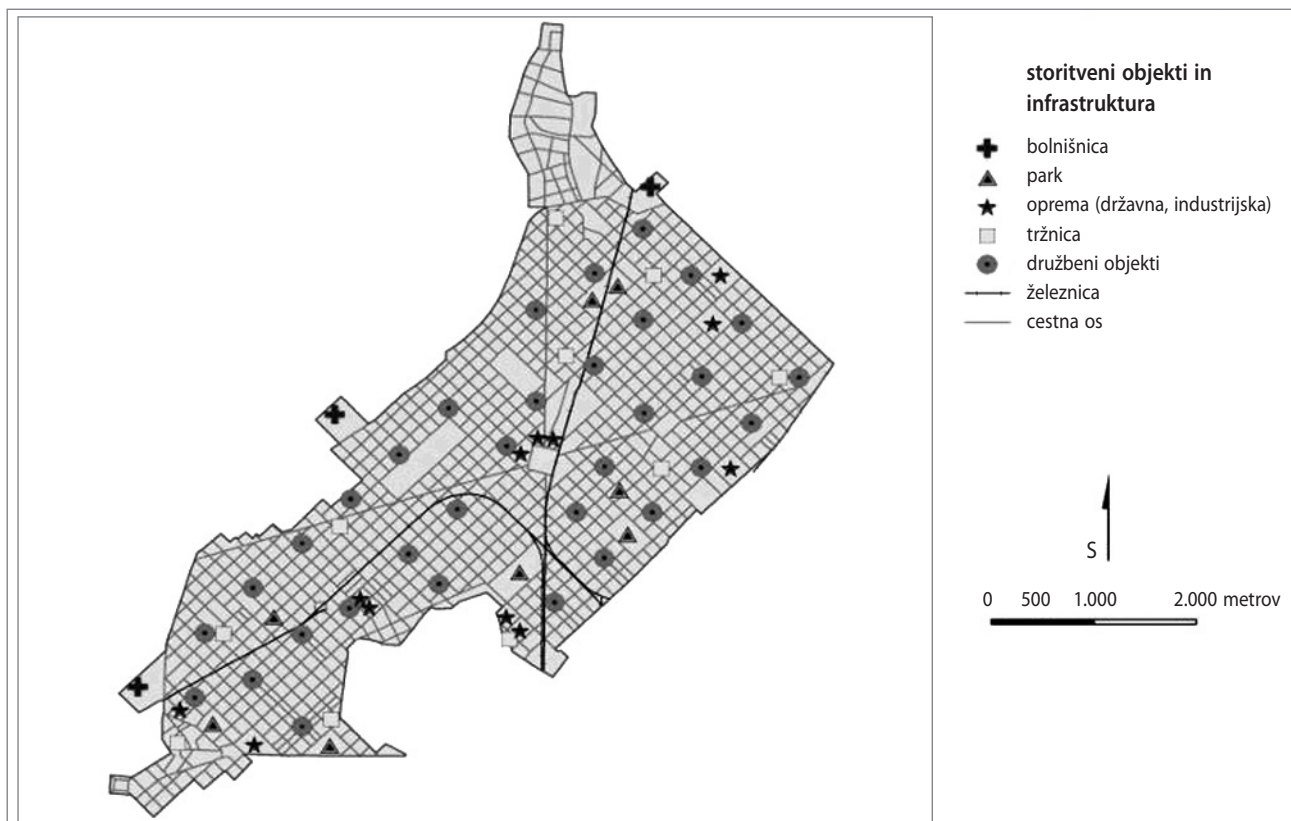 storitveni objekti in
infrastruktura
bolnišnica
park
oprema (državna, industrijska)
tržnica
družbeni objekti
železnica
cestna os
S
0 500 1.000 2.000 metrov